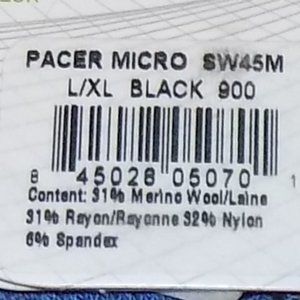 PACER MICRO SW45M
L/XL BLACK 900
8 45028 05070 1
Content: 31% Merino Wool/Laine
31% Rayon/Rayonne 32% Nylon
6% Spandex